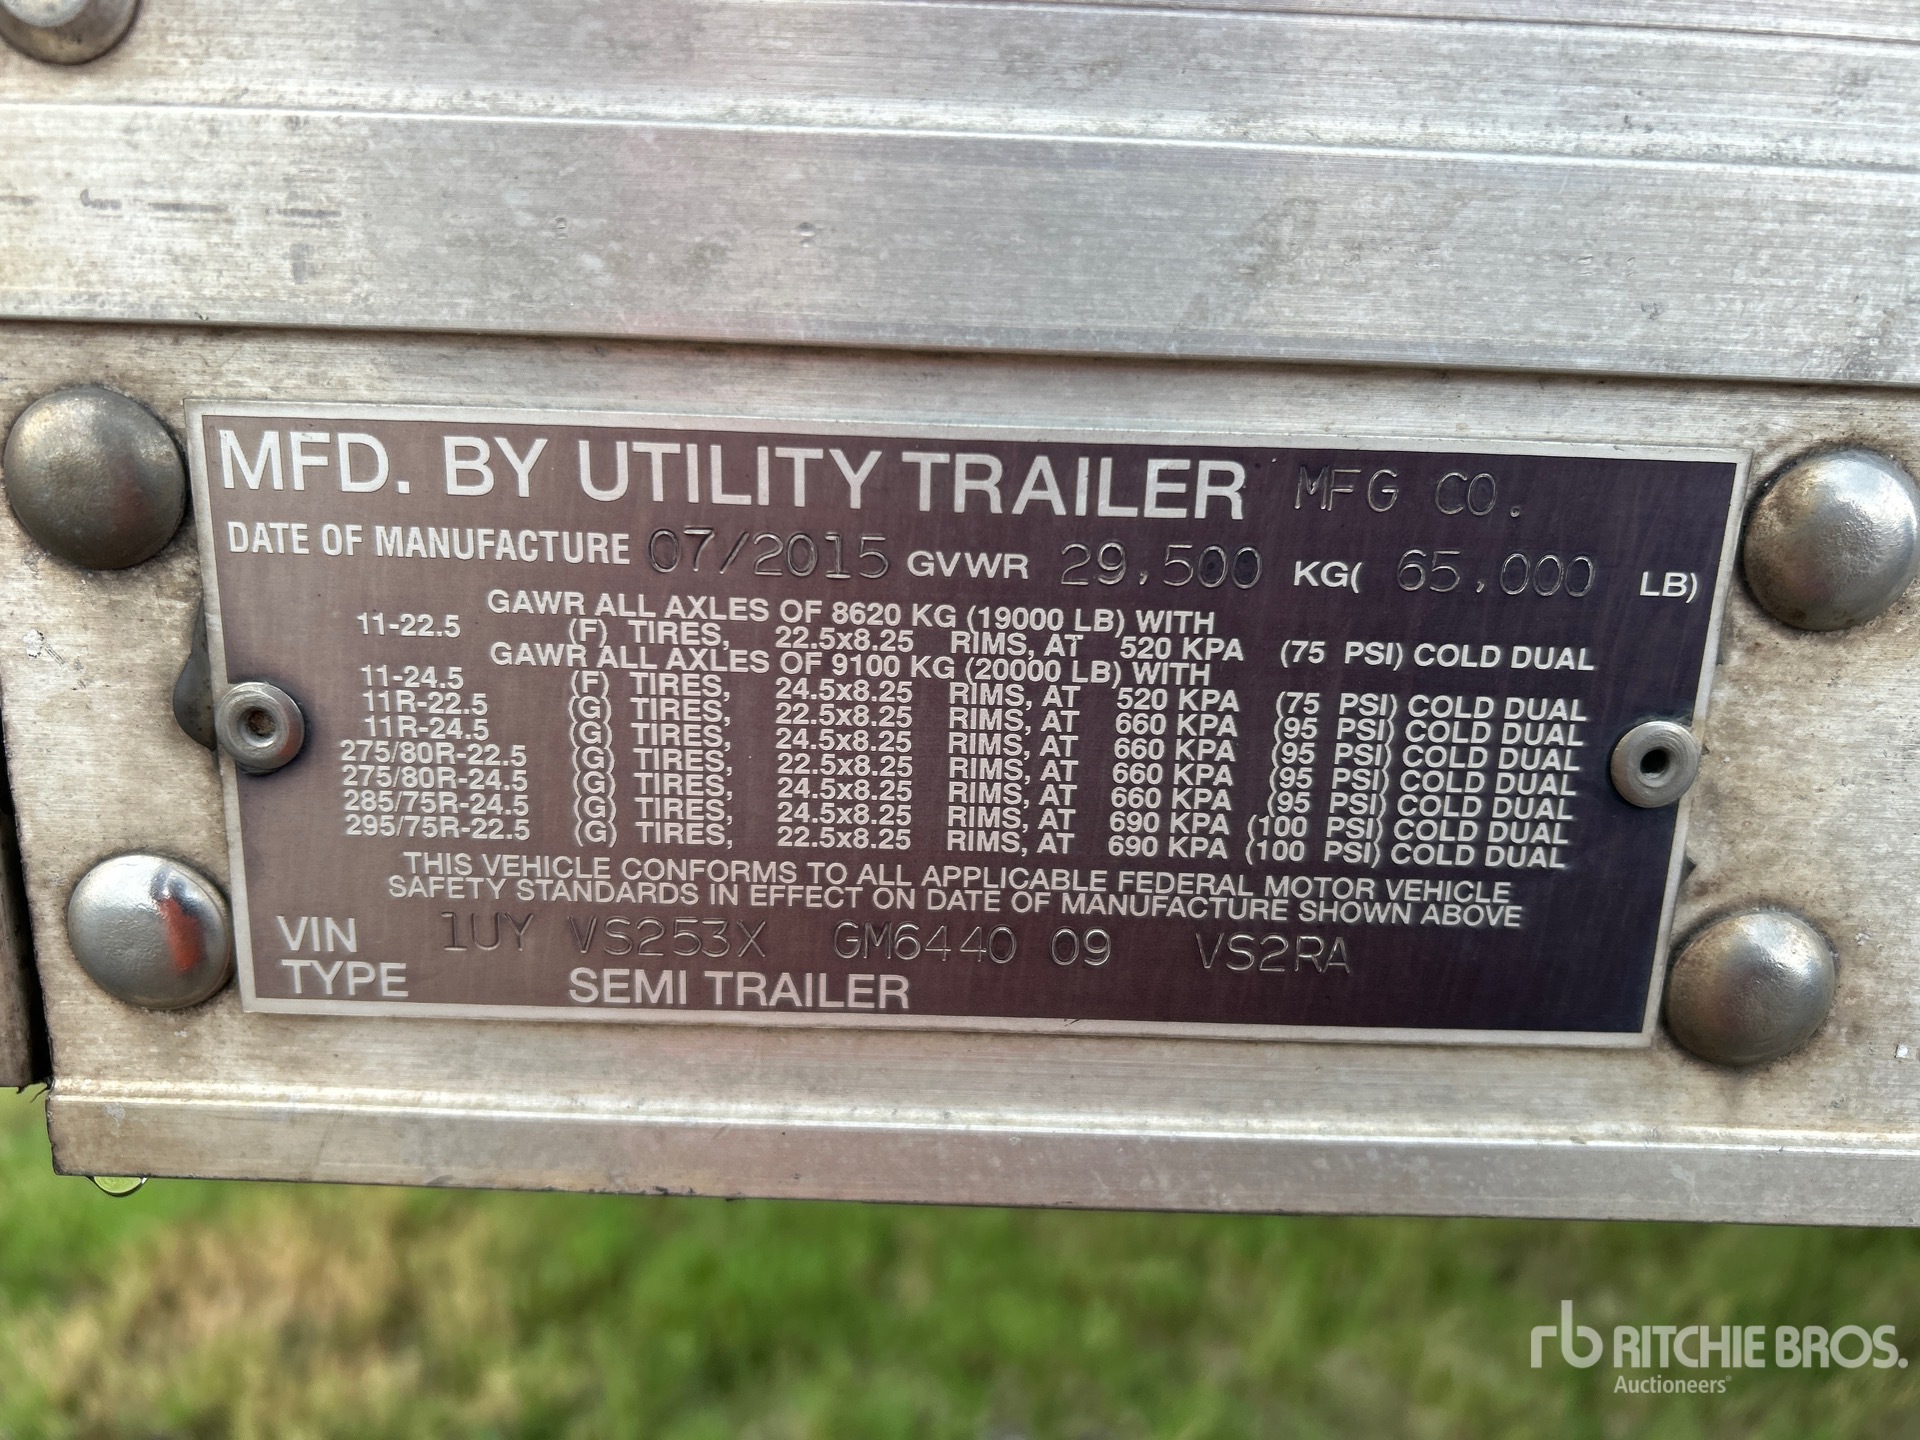 MFD. BY UTILITY TRAILER MFG CO.
DATE OF MANUFACTURE 07/2015 GVWR 29,500 KG( 65,000 LB)
GAWR ALL AXLES OF 8620 KG (19000 LB) WITH
11-22.5 (F) TIRES, 22.5x8.25 RIMS, AT 520 KPA (75 PSI) COLD DUAL
GAWR ALL AXLES OF 9100 KG (20000 LB) WITH
11-24.5 (F) TIRES, 24.5x8.25 RIMS, AT 520 KPA (75 PSI) COLD DUAL
11R-22.5 (G) TIRES, 22.5x8.25 RIMS, AT 660 KPA (95 PSI) COLD DUAL
11R-24.5 (G) TIRES, 24.5x8.25 RIMS, AT 660 KPA (95 PSI) COLD DUAL
275/80R-22.5 (G) TIRES, 22.5x8.25 RIMS, AT 660 KPA (95 PSI) COLD DUAL
275/80R-24.5 (G) TIRES, 24.5x8.25 RIMS, AT 660 KPA (95 PSI) COLD DUAL
285/75R-24.5 (G) TIRES, 24.5x8.25 RIMS, AT 690 KPA (100 PSI) COLD DUAL
295/75R-22.5 (G) TIRES, 22.5x8.25 RIMS, AT 690 KPA (100 PSI) COLD DUAL
THIS VEHICLE CONFORMS TO ALL APPLICABLE FEDERAL MOTOR VEHICLE
SAFETY STANDARDS IN EFFECT ON DATE OF MANUFACTURE SHOWN ABOVE
VIN 1UY VS253X GM6440 09 VS2RA
TYPE SEMI TRAILER
rb RITCHIE BROS.
Auctioneers